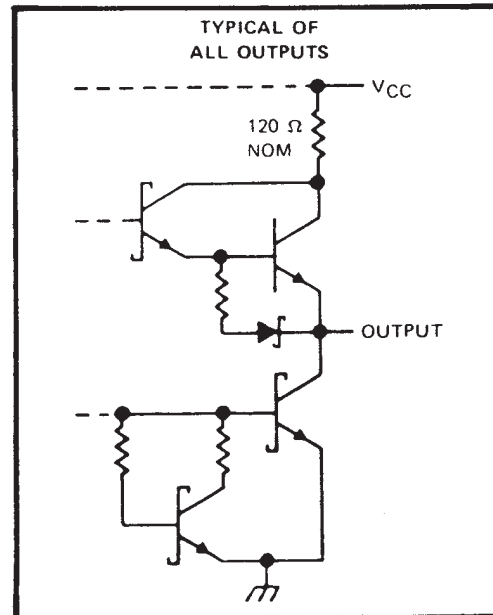 TYPICAL OF
ALL OUTPUTS
VCC
120 Ω
NOM
OUTPUT